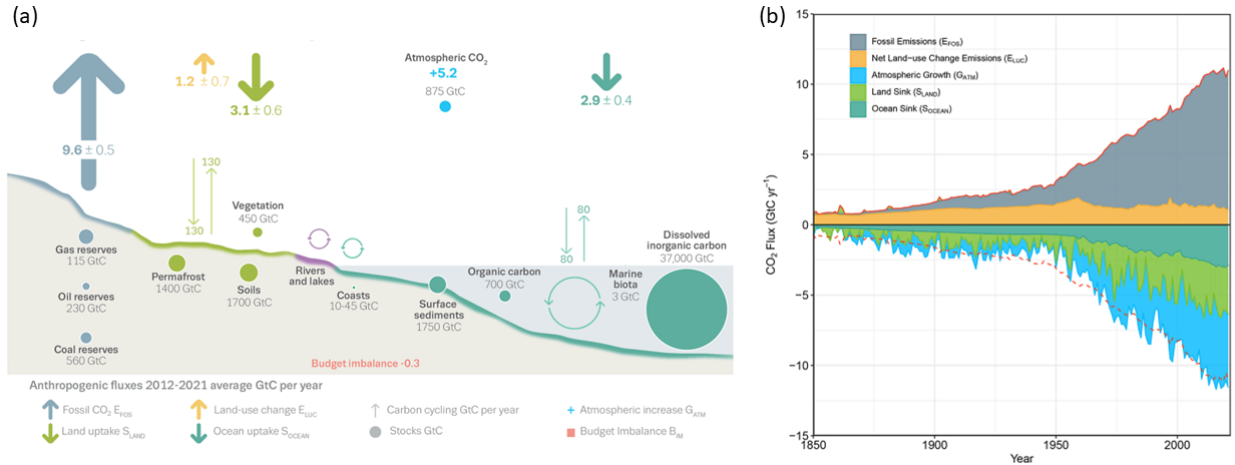 (a)
9.6 ± 0.5
1.2 ± 0.7
3.1 ± 0.6
Atmospheric CO2
+5.2
875 GtC
2.9 ± 0.4
130
130
80
80
Gas reserves
115 GtC
Oil reserves
230 GtC
Coal reserves
560 GtC
Permafrost
1400 GtC
Vegetation
450 GtC
Soils
1700 GtC
Rivers
and lakes
Coasts
10-45 GtC
Surface
sediments
1750 GtC
Organic carbon
700 GtC
Marine
biota
3 GtC
Dissolved
inorganic carbon
37,000 GtC
Budget imbalance -0.3
Anthropogenic fluxes 2012-2021 average GtC per year
Fossil CO2 EFOS
Land-use change ELUC
Carbon cycling GtC per year
+ Atmospheric increase GATM
Land uptake SLAND
Ocean uptake SOCEAN
Stocks GtC
Budget Imbalance BIM
(b)
Fossil Emissions (EFOS)
Net Land-use Change Emissions (ELUC)
Atmospheric Growth (GATM)
Land Sink (SLAND)
Ocean Sink (SOCEAN)
CO2 Flux (GtC yr−1)
15
10
5
0
−5
−10
−15
1850
1900
1950
2000
Year